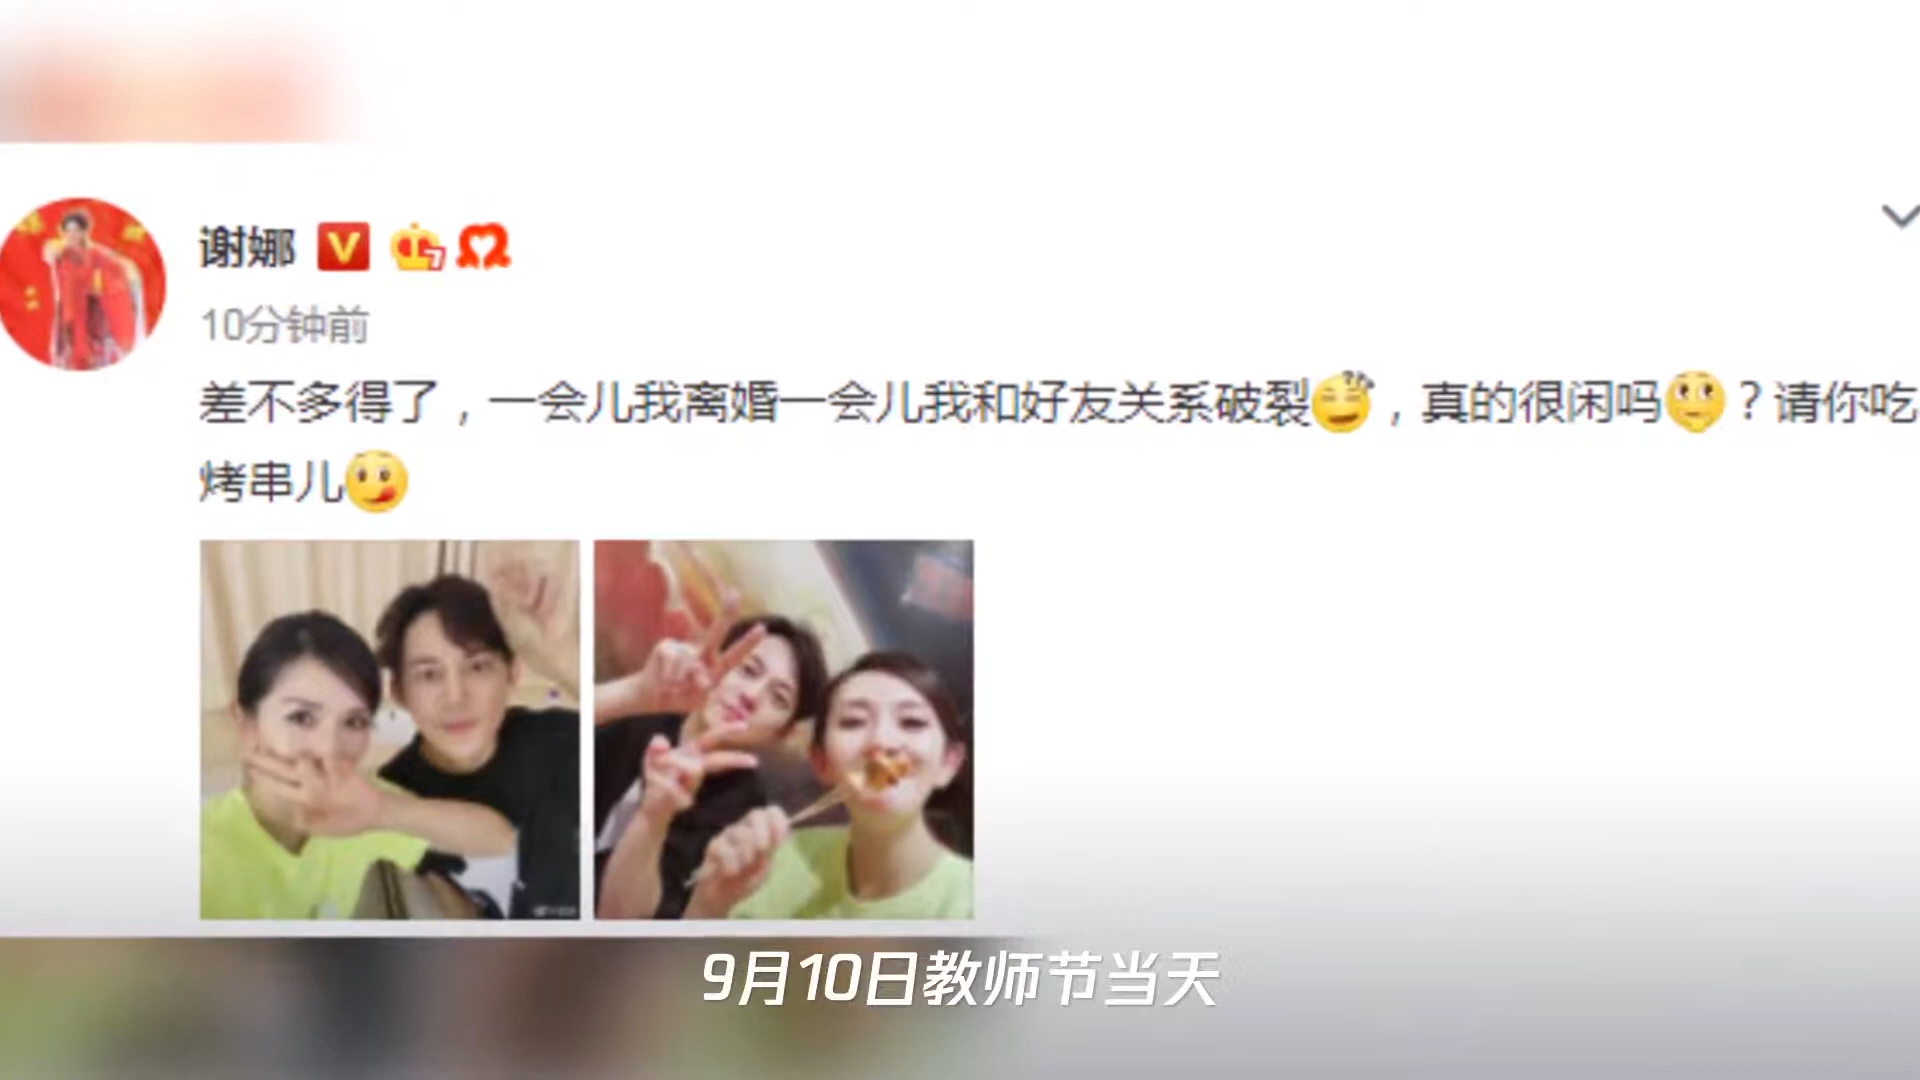 谢娜
10分钟前
差不多得了，一会儿我离婚一会儿我和好友关系破裂，真的很闲吗？请你吃
烤串儿
9月10日教师节当天